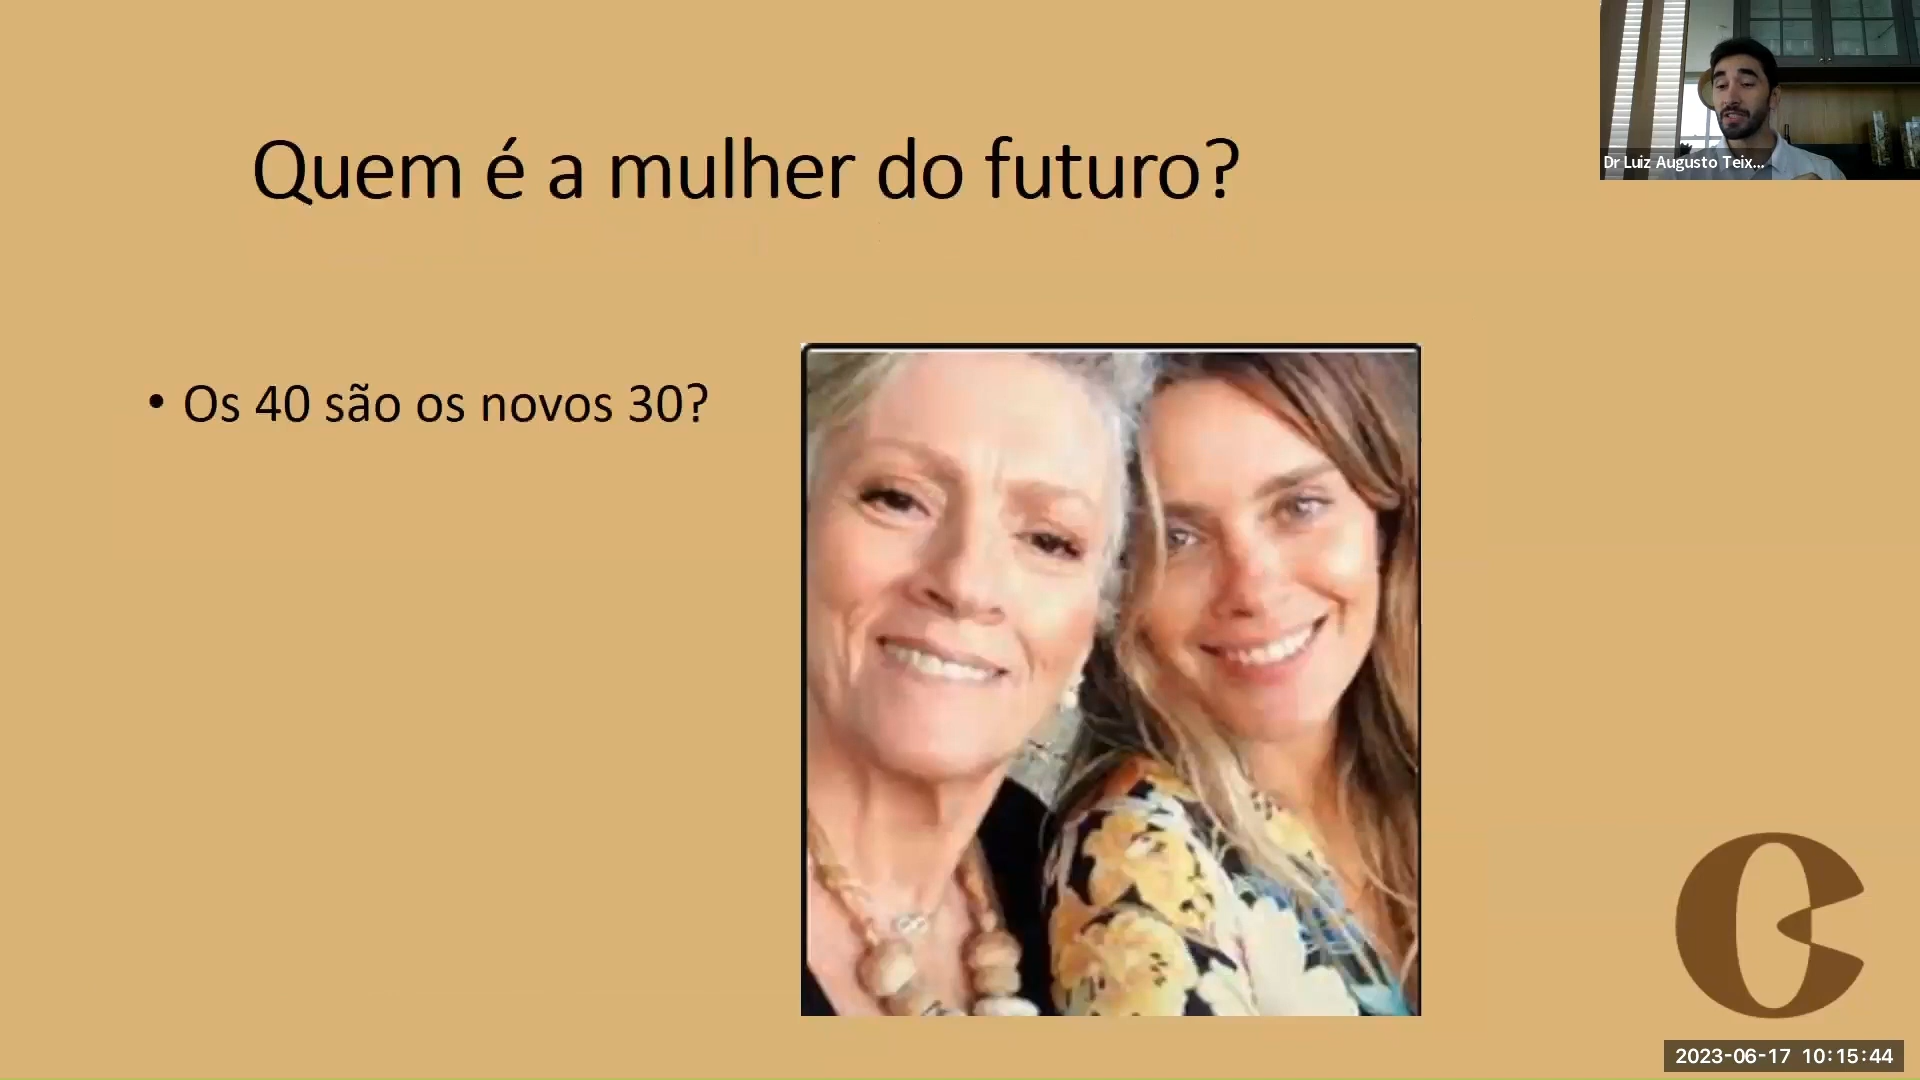 Quem é a mulher do futuro?
Dr Luiz Augusto Teix...
• Os 40 são os novos 30?
2023-06-17 10:15:44